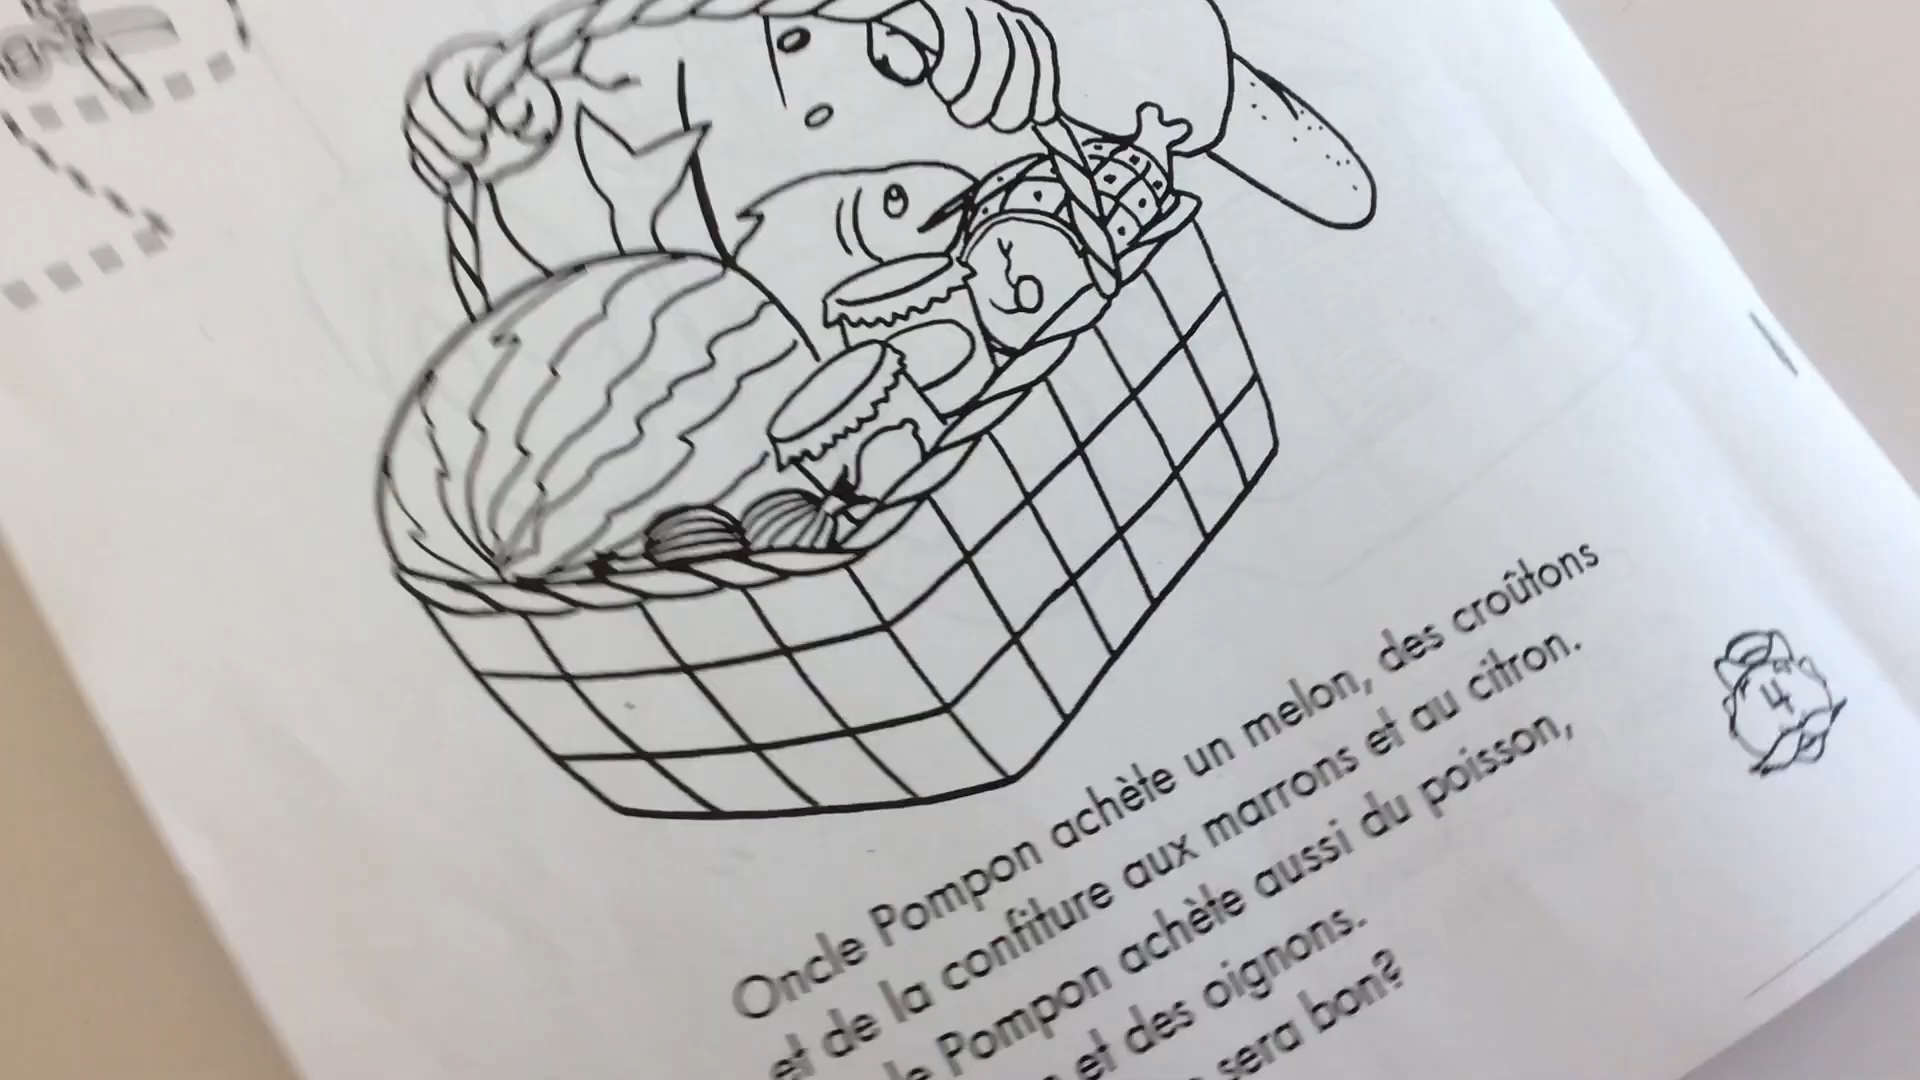 Oncle Pompon achète un melon, des croûtons
et de la confiture aux marrons et au citron.
le Pompon achète aussi du poisson,
et des oignons.
sera bon?
4